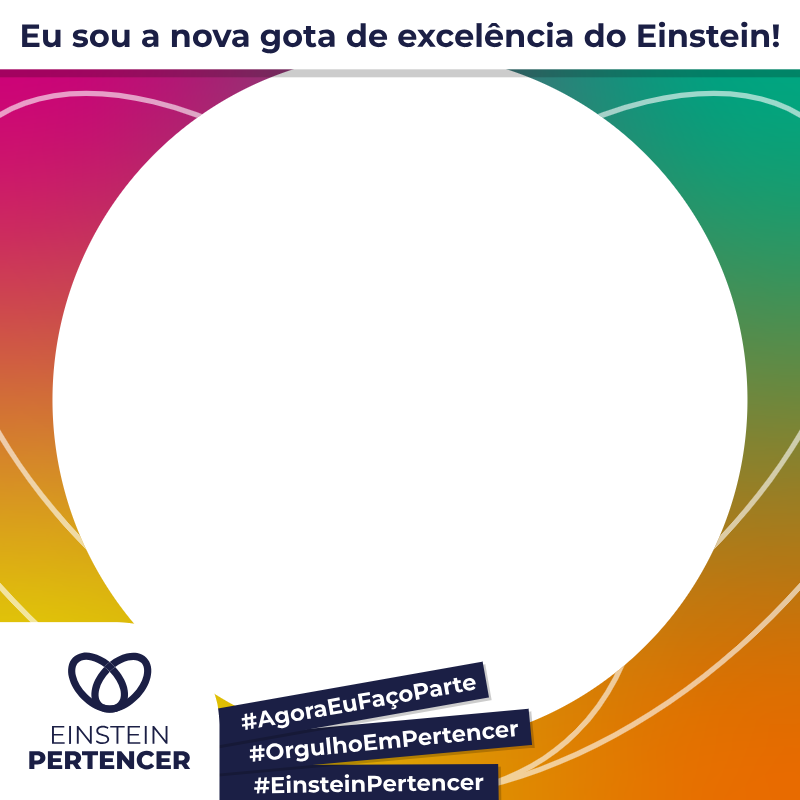 Eu sou a nova gota de excelência do Einstein!
#AgoraEuFaçoParte
#OrgulhoEmPertencer
#EinsteinPertencer
EINSTEIN
PERTENCER